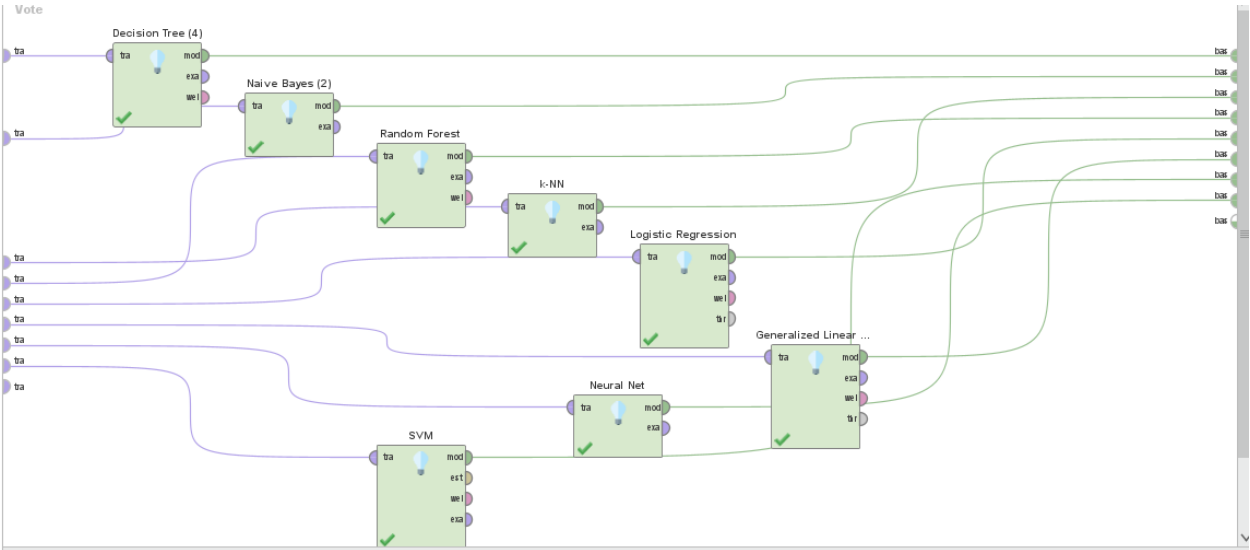 Vote
Decision Tree (4)
tra
tra
mod
exa
wei
bas
Naive Bayes (2)
tra
mod
exa
bas
tra
Random Forest
tra
mod
exa
wei
bas
bas
k-NN
tra
mod
exa
bas
bas
Logistic Regression
tra
mod
exa
wei
thr
bas
bas
bas
tra
tra
tra
tra
tra
tra
tra
Generalized Linear ...
tra
mod
exa
wei
thr
Neural Net
tra
mod
exa
SVM
tra
mod
est
wei
exa